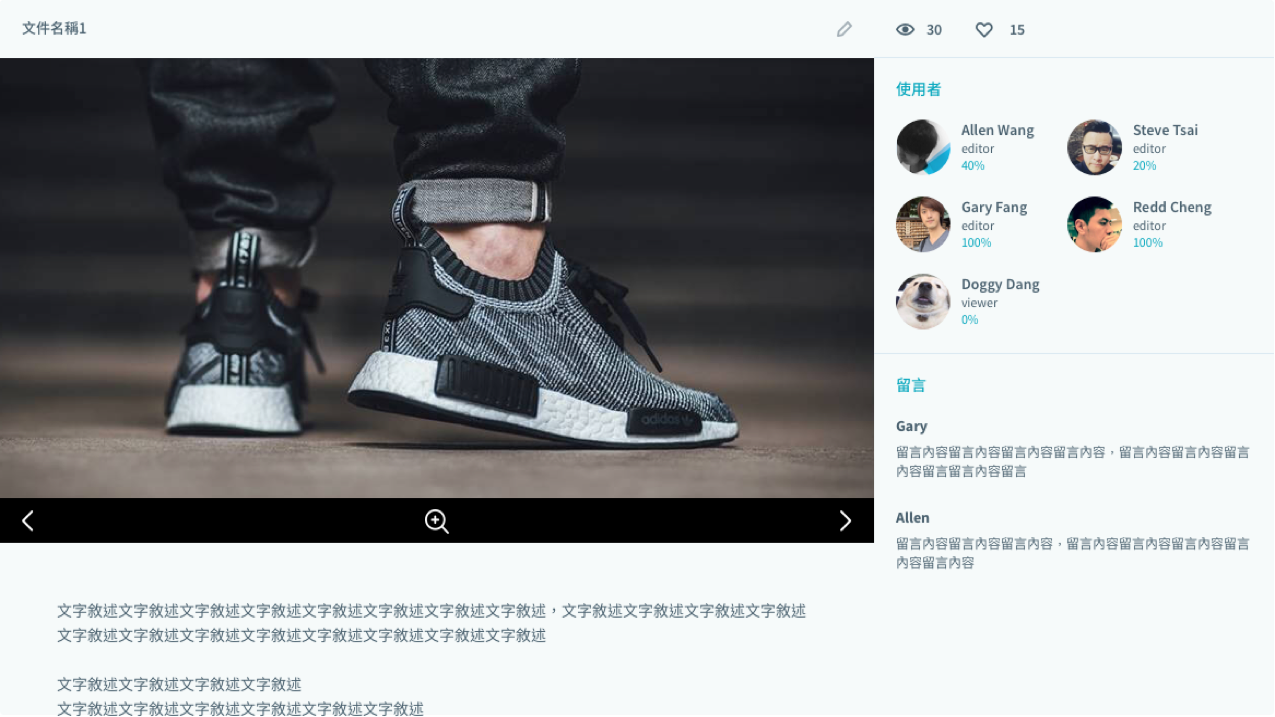 文件名稱1
30
15
使用者
Allen Wang
editor
40%
Steve Tsai
editor
20%
Gary Fang
editor
100%
Redd Cheng
editor
100%
Doggy Dang
viewer
0%
留言
Gary
留言內容留言內容留言內容留言內容，留言內容留言內容留言
內容留言留言內容留言
Allen
留言內容留言內容留言內容，留言內容留言內容留言內容留言
內容留言內容
adidas
文字敘述文字敘述文字敘述文字敘述文字敘述文字敘述文字敘述文字敘述，文字敘述文字敘述文字敘述文字敘述
文字敘述文字敘述文字敘述文字敘述文字敘述文字敘述文字敘述文字敘述
文字敘述文字敘述文字敘述文字敘述
文字敘述文字敘述文字敘述文字敘述文字敘述文字敘述